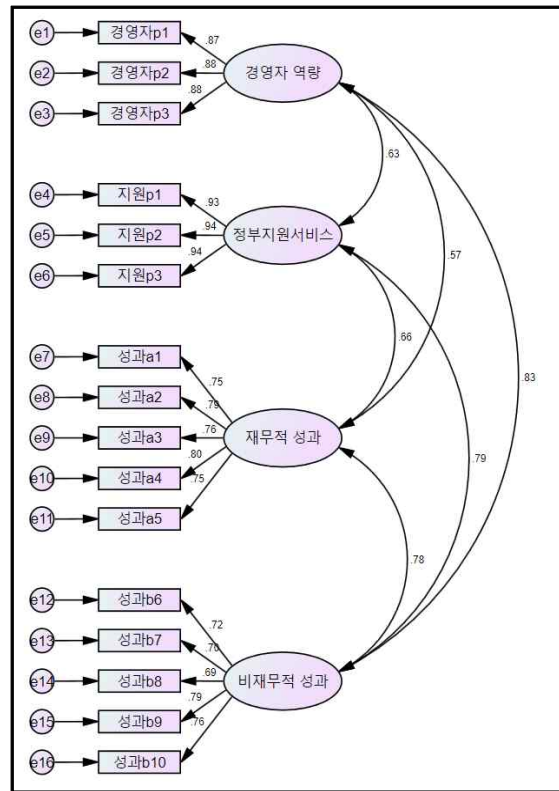 e1
경영자p1
.87
e2
경영자p2
.88
경영자 역량
e3
경영자p3
.88
.63
e4
지원p1
.93
e5
지원p2
.94
정부지원서비스
e6
지원p3
.94
.57
.66
.83
e7
성과a1
.75
e8
성과a2
.79
e9
성과a3
.76
재무적 성과
e10
성과a4
.80
e11
성과a5
.75
.79
.78
e12
성과b6
.72
e13
성과b7
.70
e14
성과b8
.69
비재무적 성과
e15
성과b9
.79
e16
성과b10
.76